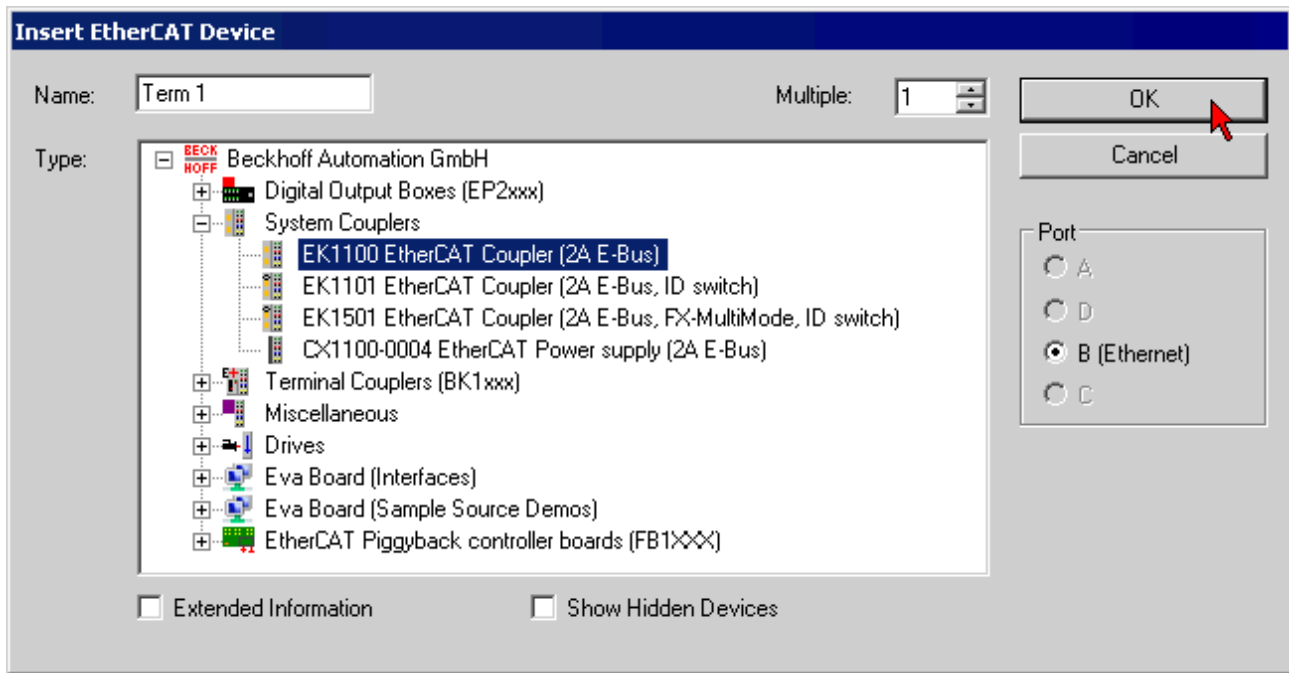 Insert EtherCAT Device
Name: Term 1 Multiple: 1 OK
Cancel
Type: BECKHOFF Beckhoff Automation GmbH
Digital Output Boxes (EP2xxx)
System Couplers
EK1100 EtherCAT Coupler (2A E-Bus)
EK1101 EtherCAT Coupler (2A E-Bus, ID switch)
EK1501 EtherCAT Coupler (2A E-Bus, FX-MultiMode, ID switch)
CX1100-0004 EtherCAT Power supply (2A E-Bus)
Terminal Couplers (BK1xxx)
Miscellaneous
Drives
Eva Board (Interfaces)
Eva Board (Sample Source Demos)
EtherCAT Piggyback controller boards (FB1XXX)
Port
A
D
B (Ethernet)
C
Extended Information Show Hidden Devices